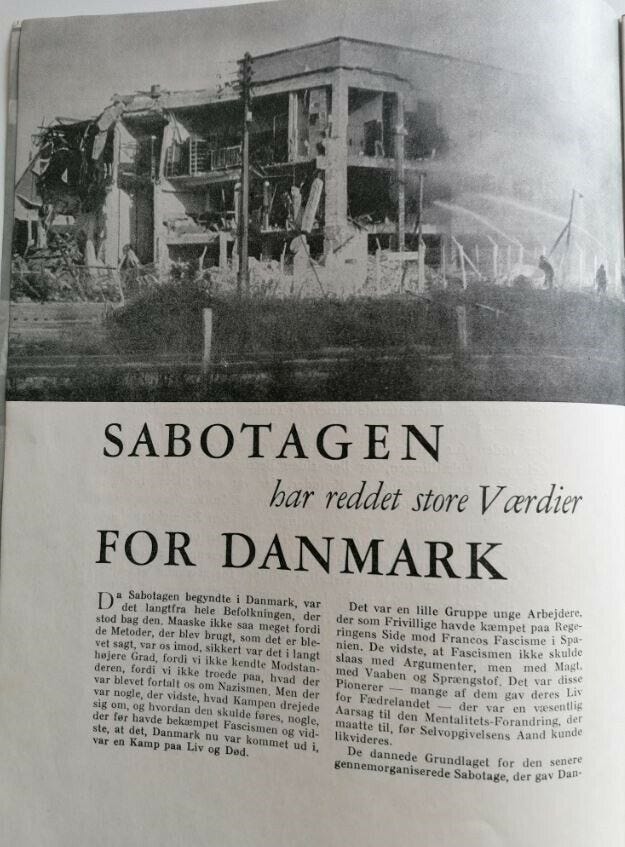 SABOTAGEN
har reddet store Værdier
FOR DANMARK
Da Sabotagen begyndte i Danmark, var
det langtfra hele Befolkningen, der
stod bag den. Maaske ikke saa meget fordi
de Metoder, der blev brugt, som det er ble-
vet sagt, var os imod, sikkert var det i langt
højere Grad, fordi vi ikke kendte Modstan-
deren, fordi vi ikke troede paa, hvad der
var blevet fortalt os om Nazismen. Men der
var nogle, der vidste, hvad Kampen drejede
sig om, og hvordan den skulde føres, nogle,
der før havde bekæmpet Fascismen og vid-
ste, at det, Danmark nu var kommet ud i,
var en Kamp paa Liv og Død.
Det var en lille Gruppe unge Arbejdere,
der som Frivillige havde kæmpet paa Rege-
ringens Side mod Francos Fascisme i Spa-
nien. De vidste, at Fascismen ikke skulde
slaas med Argumenter, men med Magt,
med Vaaben og Sprængstof. Det var disse
Pionerer — mange af dem gav deres Liv
for Fædrelandet — der var en væsentlig
Aarsag til den Mentalitets-Forandring, der
maatte til, før Selvopgivelsens Aand kunde
likvideres.
De dannede Grundlaget for den senere
gennemorganiserede Sabotage, der gav Dan-